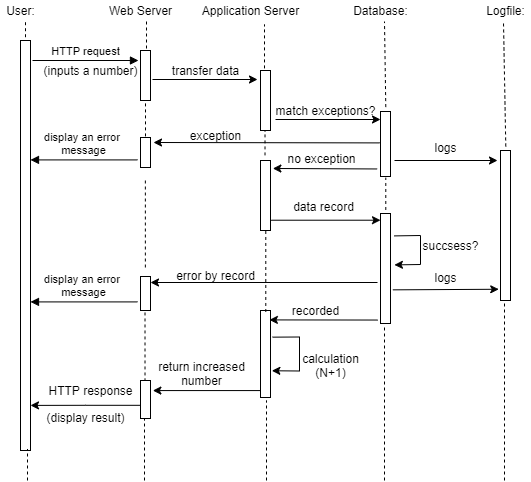 User:
Web Server
Application Server
Database:
Logfile:
HTTP request
(inputs a number)
transfer data
match exceptions?
exception
display an error
message
logs
no exception
data record
succsess?
error by record
display an error
message
logs
recorded
calculation
(N+1)
return increased
number
HTTP response
(display result)